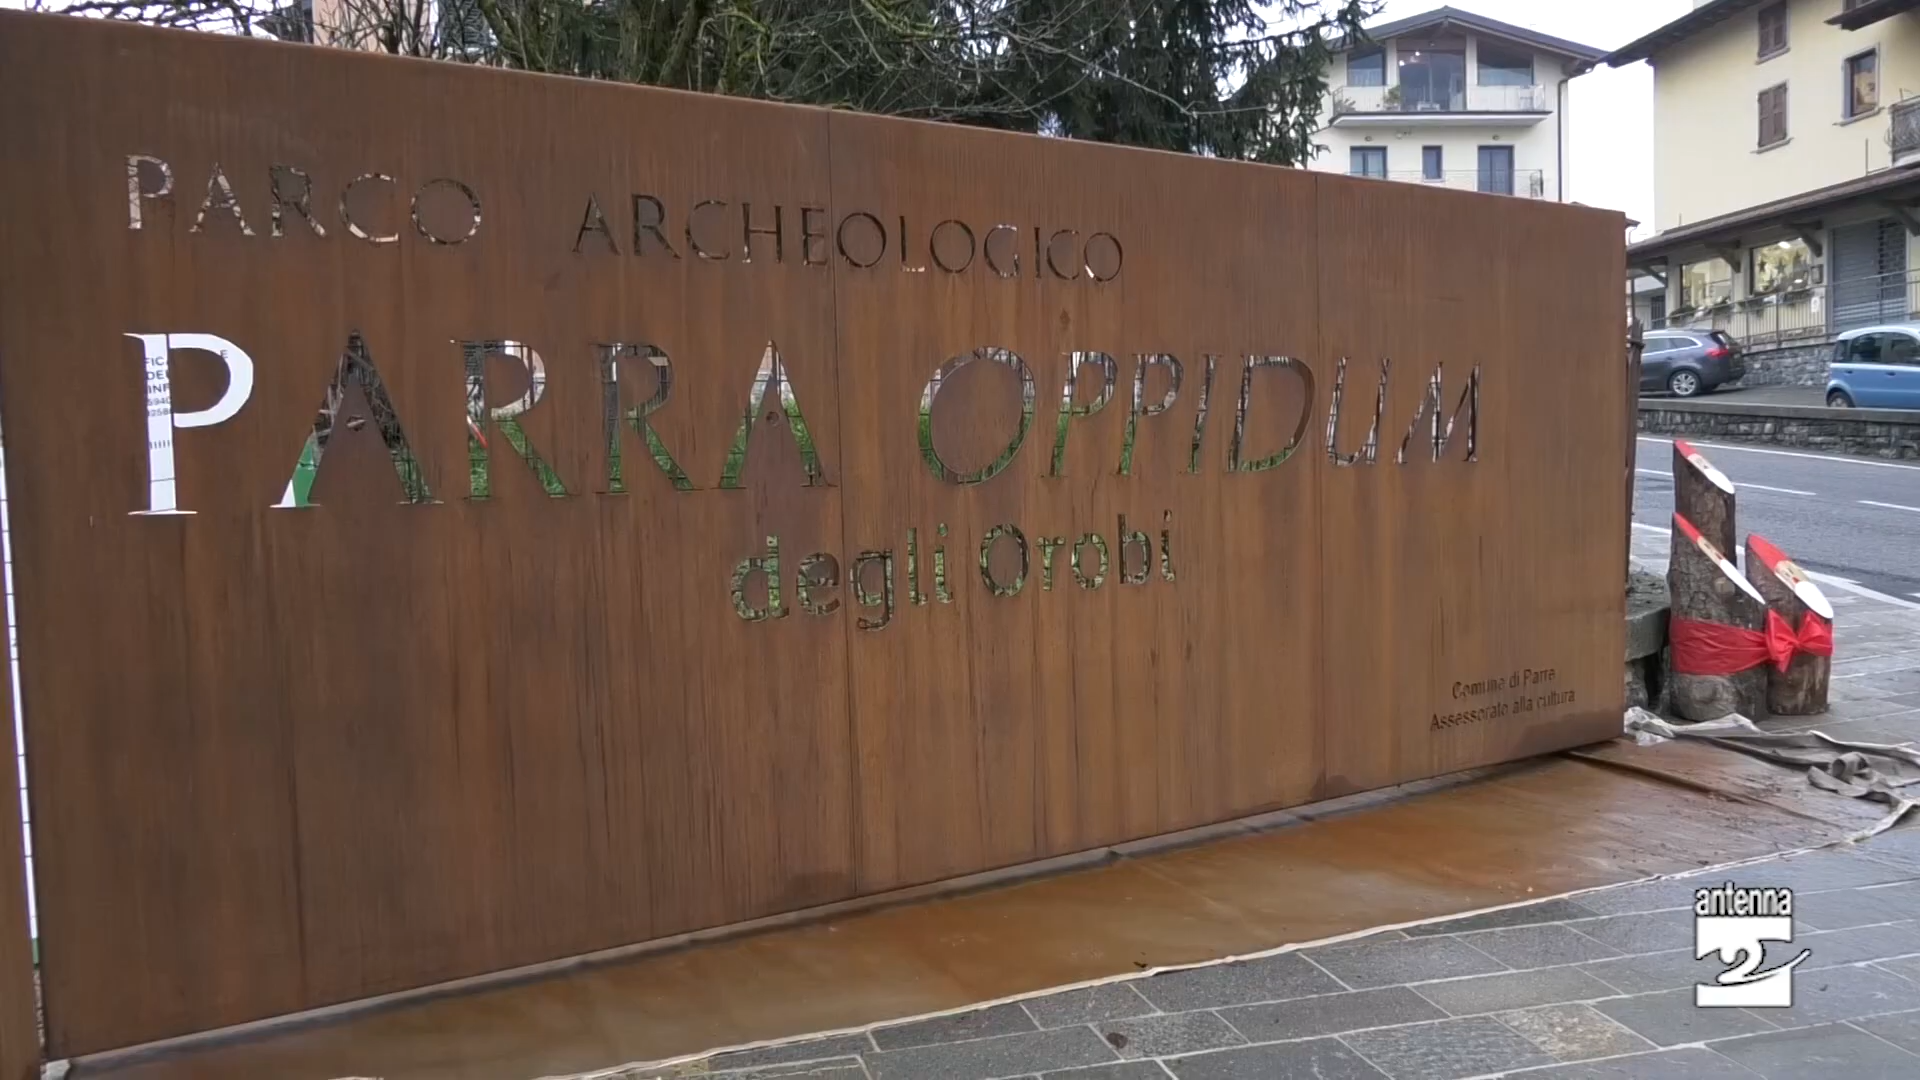 PARCO ARCHEOLOGICO
PARRA OPPIDUM
degli Orobi
Comune di Parre
Assessorato alla cultura
antenna
2